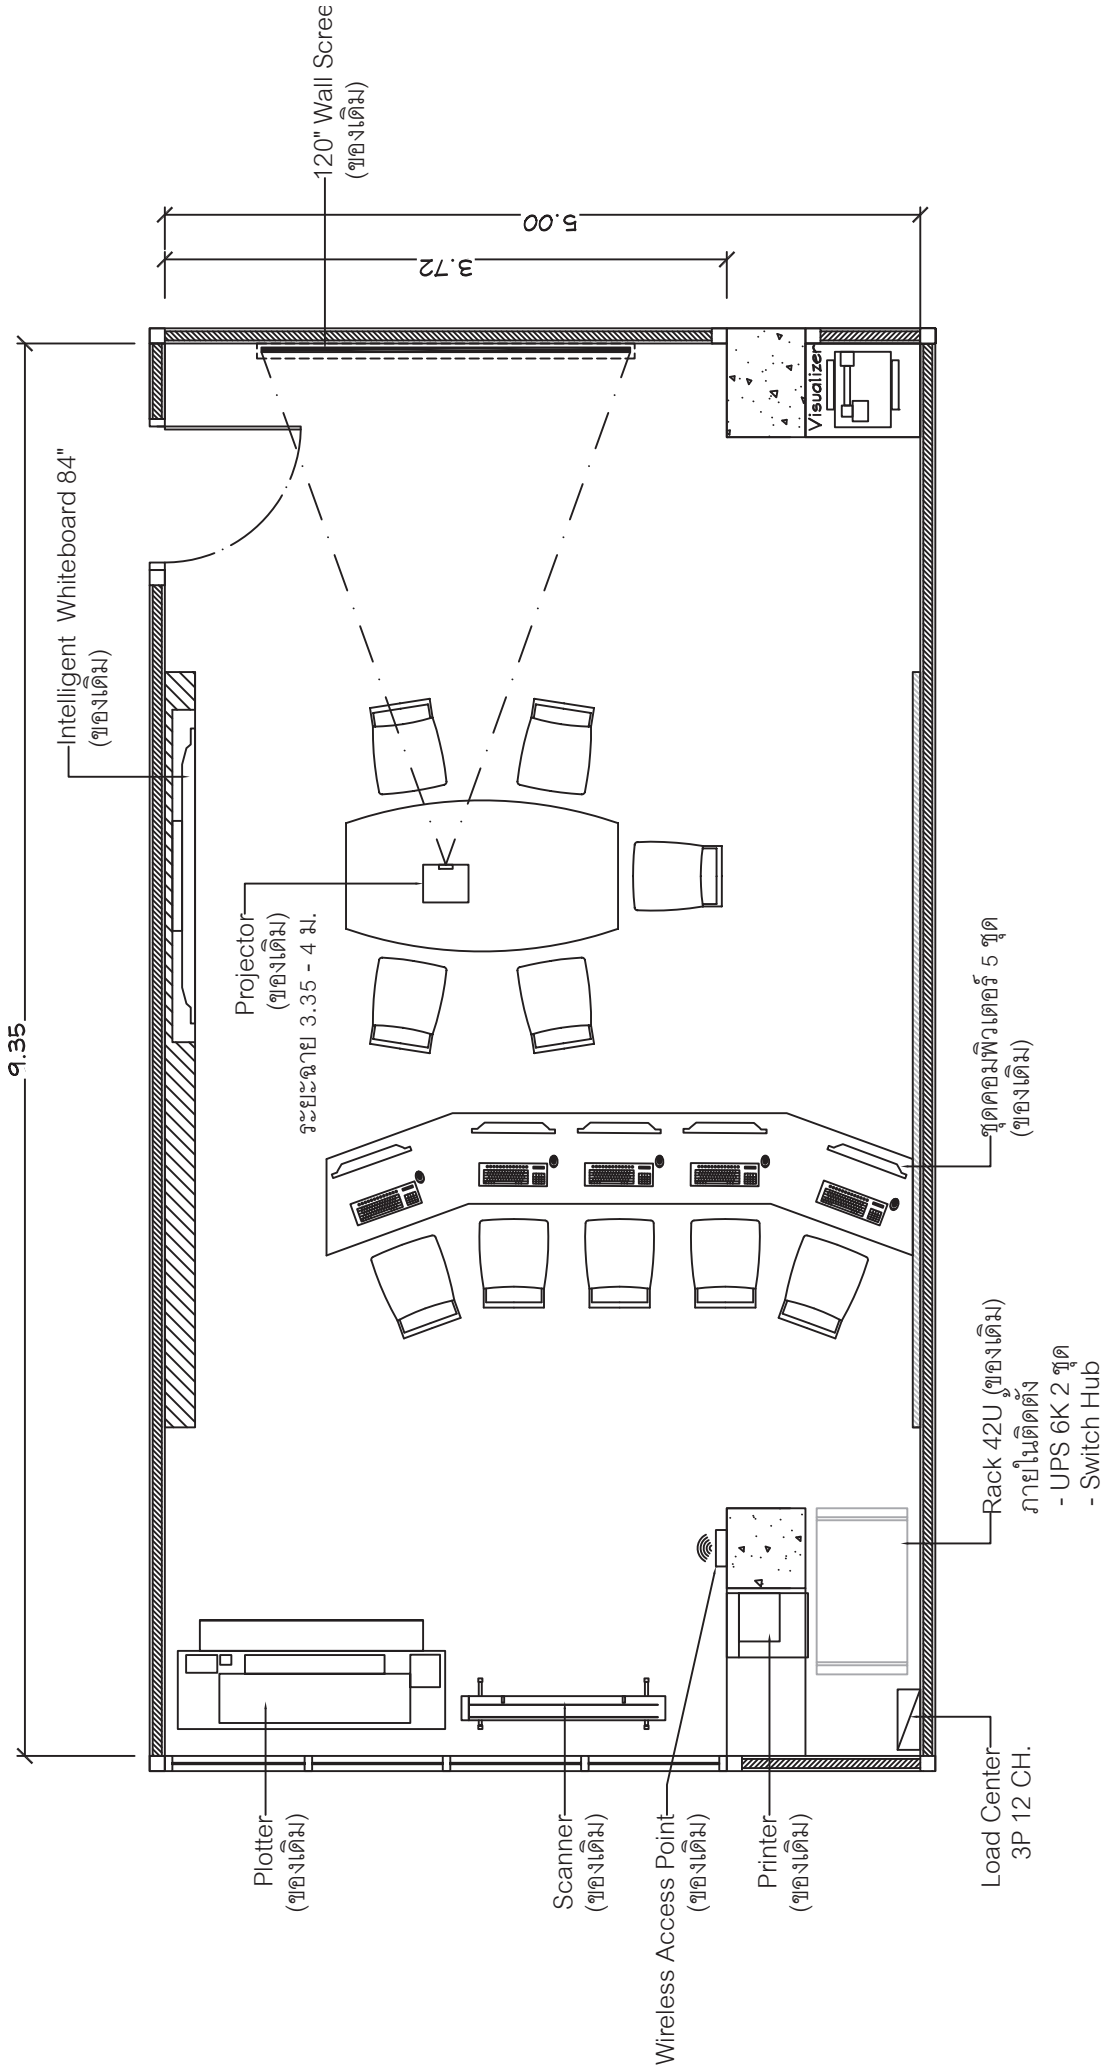 120" Wall Scree
(ของเดิม)
5.00
3.72
9.35
Intelligent Whiteboard 84"
(ของเดิม)
Visualizer
Projector
(ของเดิม)
ระยะฉาย 3.35 - 4 ม.
ชุดคอมพิวเตอร์ 5 ชุด
(ของเดิม)
Rack 42U (ของเดิม)
ภายในติดตั้ง
- UPS 6K 2 ชุด
- Switch Hub
Plotter
(ของเดิม)
Scanner
(ของเดิม)
Wireless Access Point
(ของเดิม)
Printer
(ของเดิม)
Load Center
3P 12 CH.